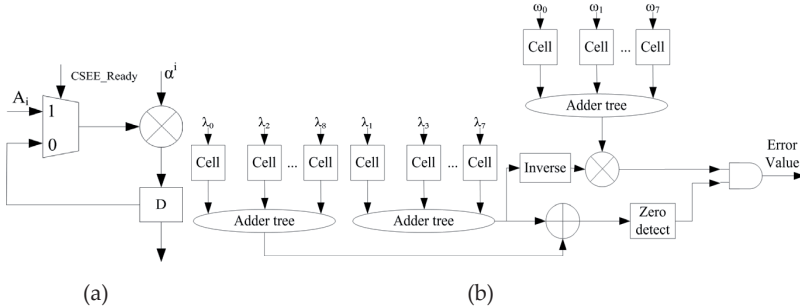 CSEE_Ready
αⁱ
Aᵢ
1
0
D
(a)
ω₀ ω₁ ω₇
Cell Cell ... Cell
Adder tree
λ₀ λ₂ λ₈ λ₁ λ₃ λ₇
Cell Cell ... Cell Cell Cell ... Cell
Adder tree Adder tree
Inverse
Zero
detect
Error
Value
(b)